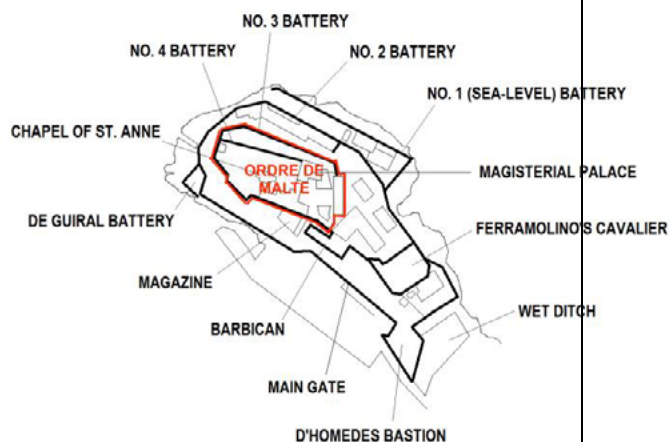 NO. 3 BATTERY
NO. 4 BATTERY
NO. 2 BATTERY
NO. 1 (SEA-LEVEL) BATTERY
CHAPEL OF ST. ANNE
ORDRE DE
MALTE
MAGISTERIAL PALACE
DE GUIRAL BATTERY
FERRAMOLINO'S CAVALIER
MAGAZINE
WET DITCH
BARBICAN
MAIN GATE
D'HOMEDES BASTION